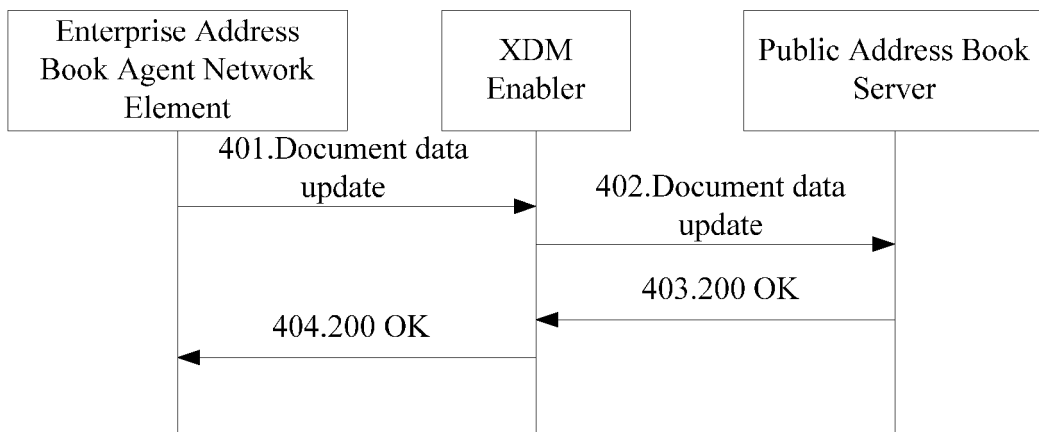 Enterprise Address
Book Agent Network
Element
XDM
Enabler
Public Address Book
Server
401.Document data
update
402.Document data
update
403.200 OK
404.200 OK